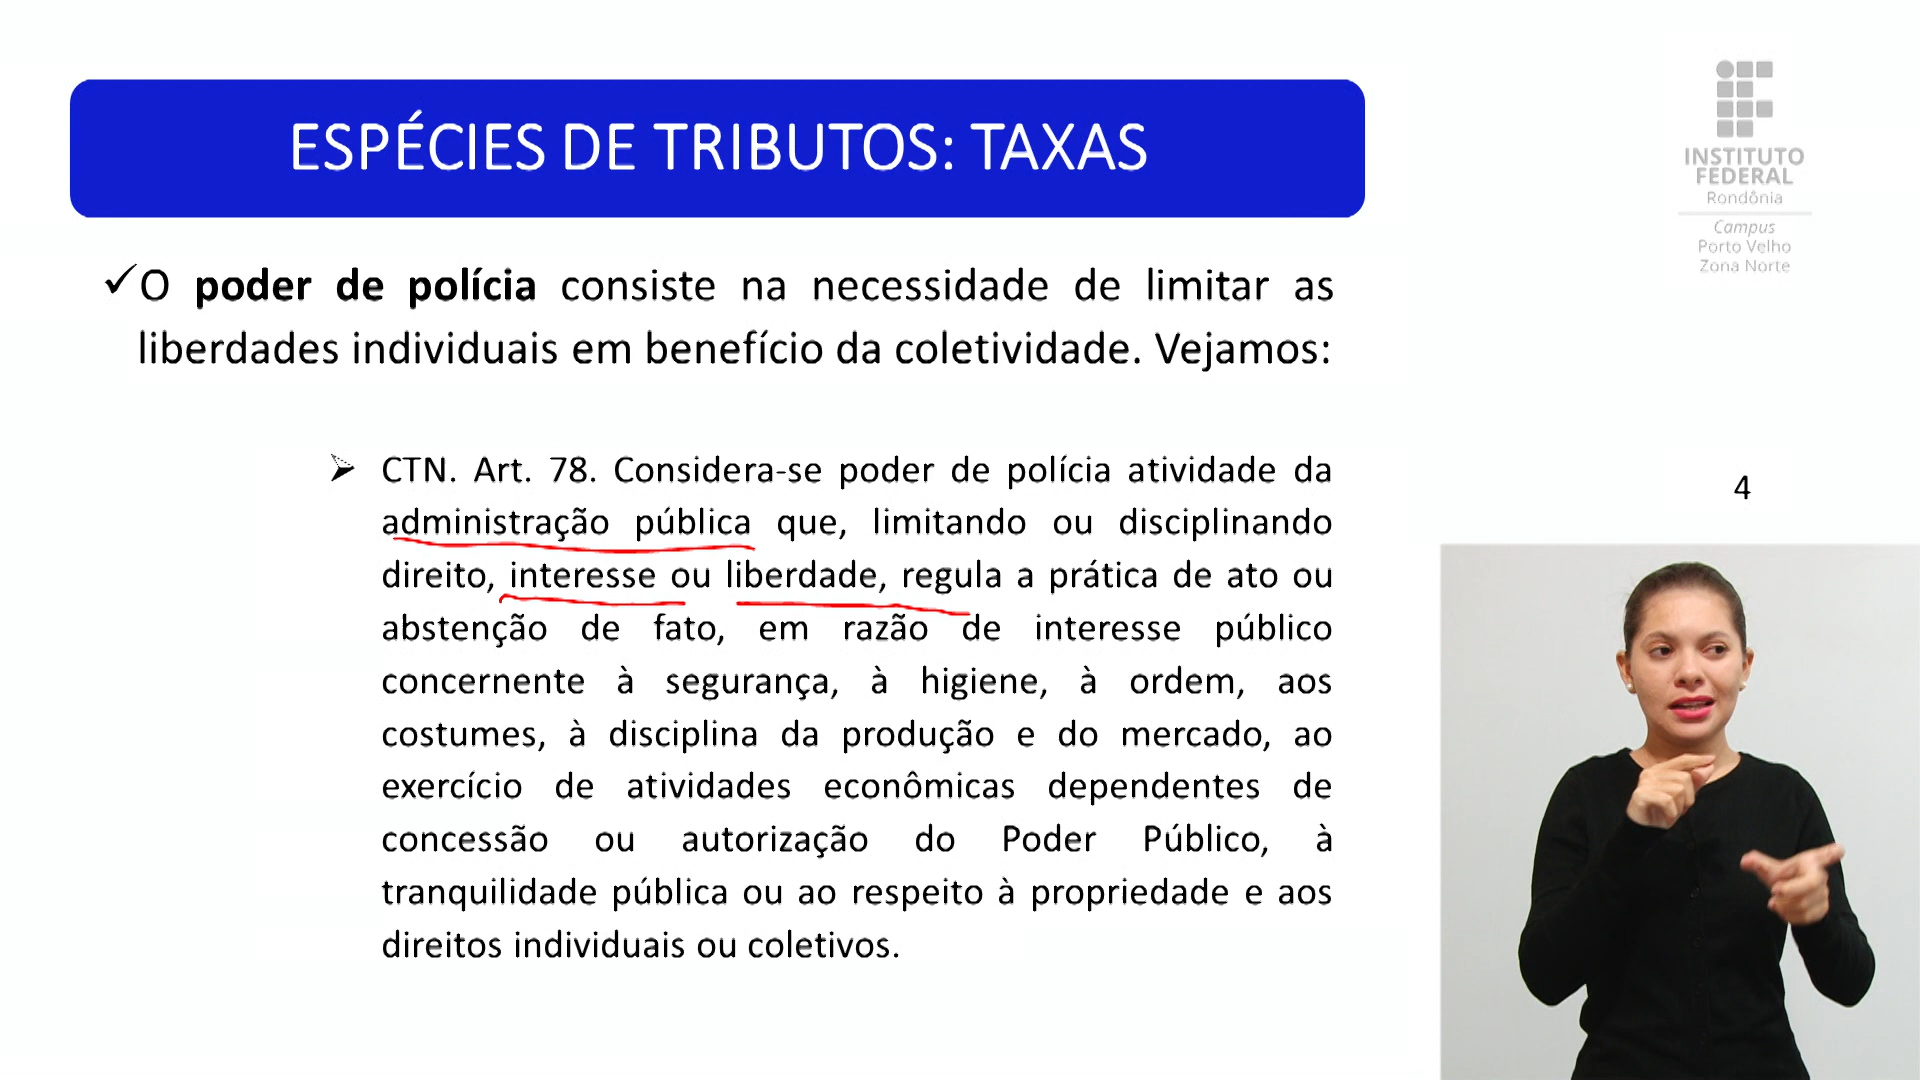 ESPÉCIES DE TRIBUTOS: TAXAS
INSTITUTO
FEDERAL
Rondônia
Campus
Porto Velho
Zona Norte
✓O poder de polícia consiste na necessidade de limitar as
liberdades individuais em benefício da coletividade. Vejamos:
➢ CTN. Art. 78. Considera-se poder de polícia atividade da
administração pública que, limitando ou disciplinando
direito, interesse ou liberdade, regula a prática de ato ou
abstenção de fato, em razão de interesse público
concernente à segurança, à higiene, à ordem, aos
costumes, à disciplina da produção e do mercado, ao
exercício de atividades econômicas dependentes de
concessão ou autorização do Poder Público, à
tranquilidade pública ou ao respeito à propriedade e aos
direitos individuais ou coletivos.
4